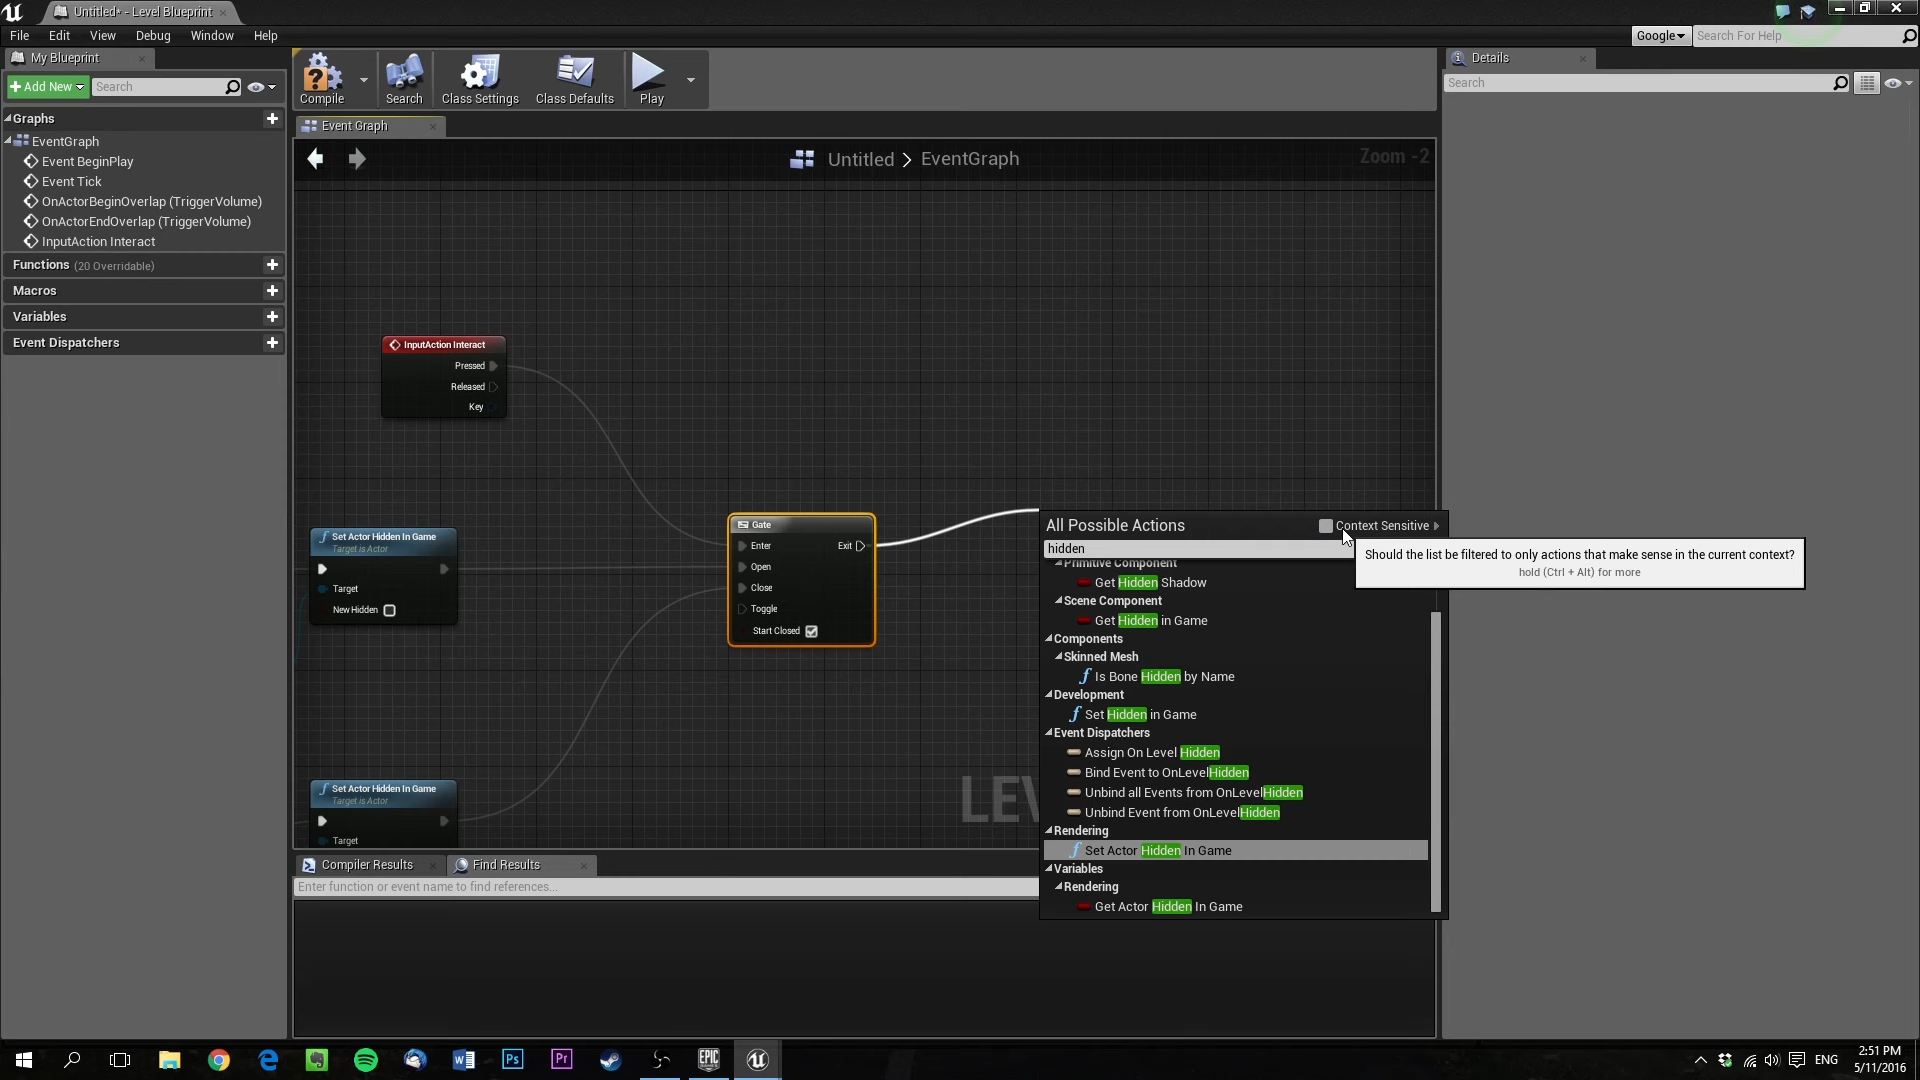 Untitled* - Level Blueprint
File Edit View Debug Window Help
Google
Search For Help
My Blueprint
Add New
Search
Graphs
EventGraph
Event BeginPlay
Event Tick
OnActorBeginOverlap (TriggerVolume)
OnActorEndOverlap (TriggerVolume)
InputAction Interact
Functions (20 Overridable)
Macros
Variables
Event Dispatchers
Compile
Search
Class Settings
Class Defaults
Play
Event Graph
Untitled > EventGraph
Zoom -2
InputAction Interact
Pressed
Released
Key
Set Actor Hidden In Game
Target is Actor
Target
New Hidden
Gate
Enter
Exit
Open
Close
Toggle
Start Closed
Set Actor Hidden In Game
Target is Actor
Target
LEV
All Possible Actions
Context Sensitive
hidden
Should the list be filtered to only actions that make sense in the current context?
hold (Ctrl + Alt) for more
Primitive Component
Get Hidden Shadow
Scene Component
Get Hidden in Game
Components
Skinned Mesh
Is Bone Hidden by Name
Development
Set Hidden in Game
Event Dispatchers
Assign On Level Hidden
Bind Event to OnLevelHidden
Unbind all Events from OnLevelHidden
Unbind Event from OnLevelHidden
Rendering
Set Actor Hidden In Game
Variables
Rendering
Get Actor Hidden In Game
Compiler Results
Find Results
Enter function or event name to find references...
Details
Search
Ps
Pr
EPIC
GAMES
ENG
2:51 PM
5/11/2016